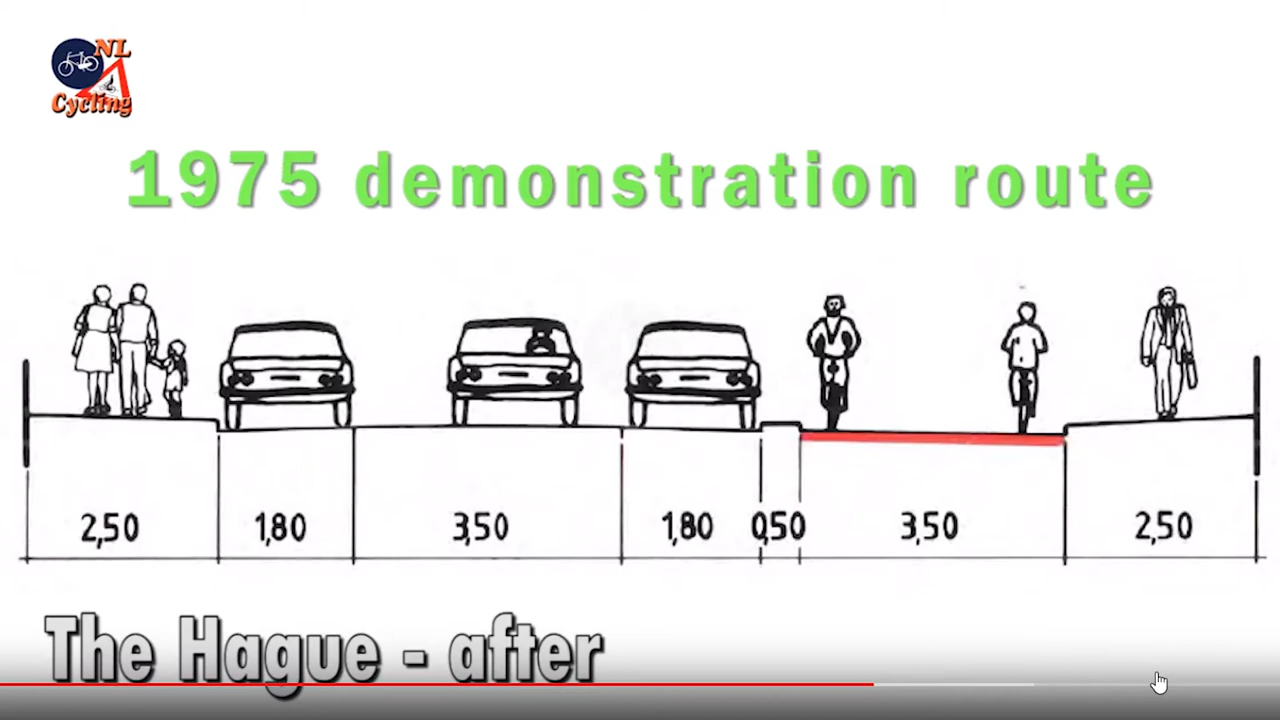 NL
Cycling
1975 demonstration route
2,50 1,80 3,50 1,80 0,50 3,50 2,50
The Hague - after